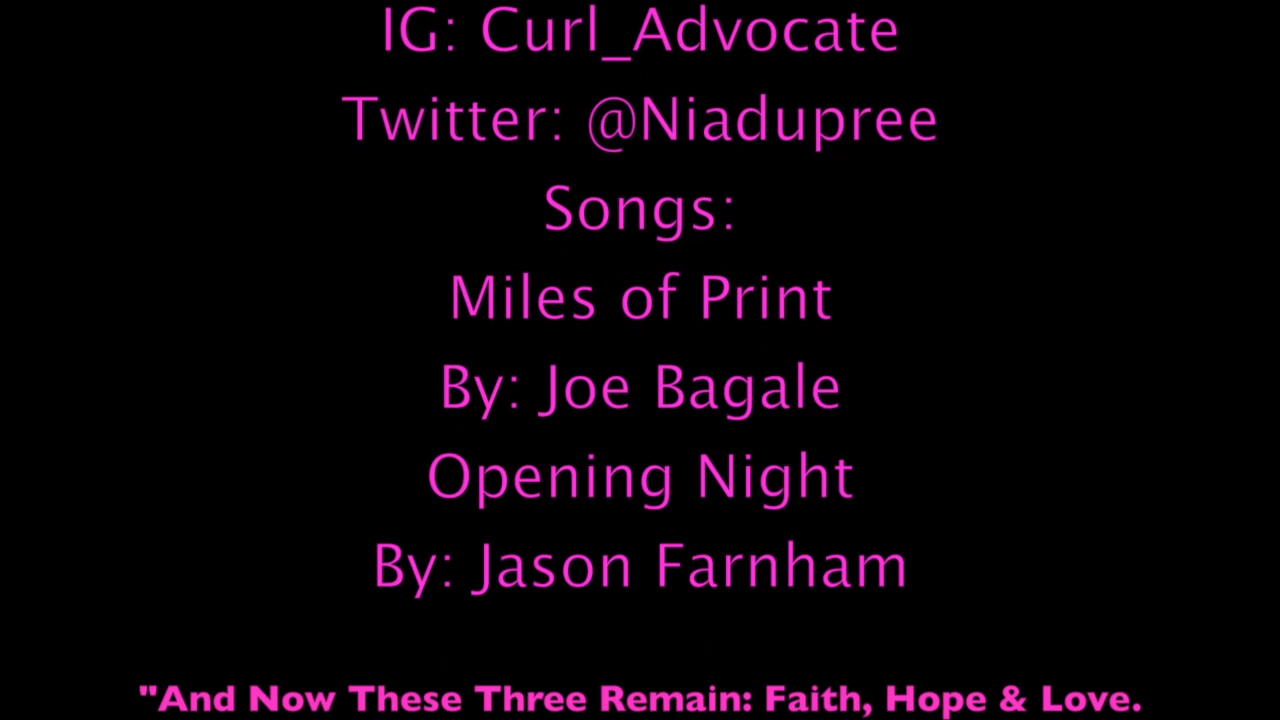 IG: Curl_Advocate
Twitter: @Niadupree
Songs:
Miles of Print
By: Joe Bagale
Opening Night
By: Jason Farnham
"And Now These Three Remain: Faith, Hope & Love.